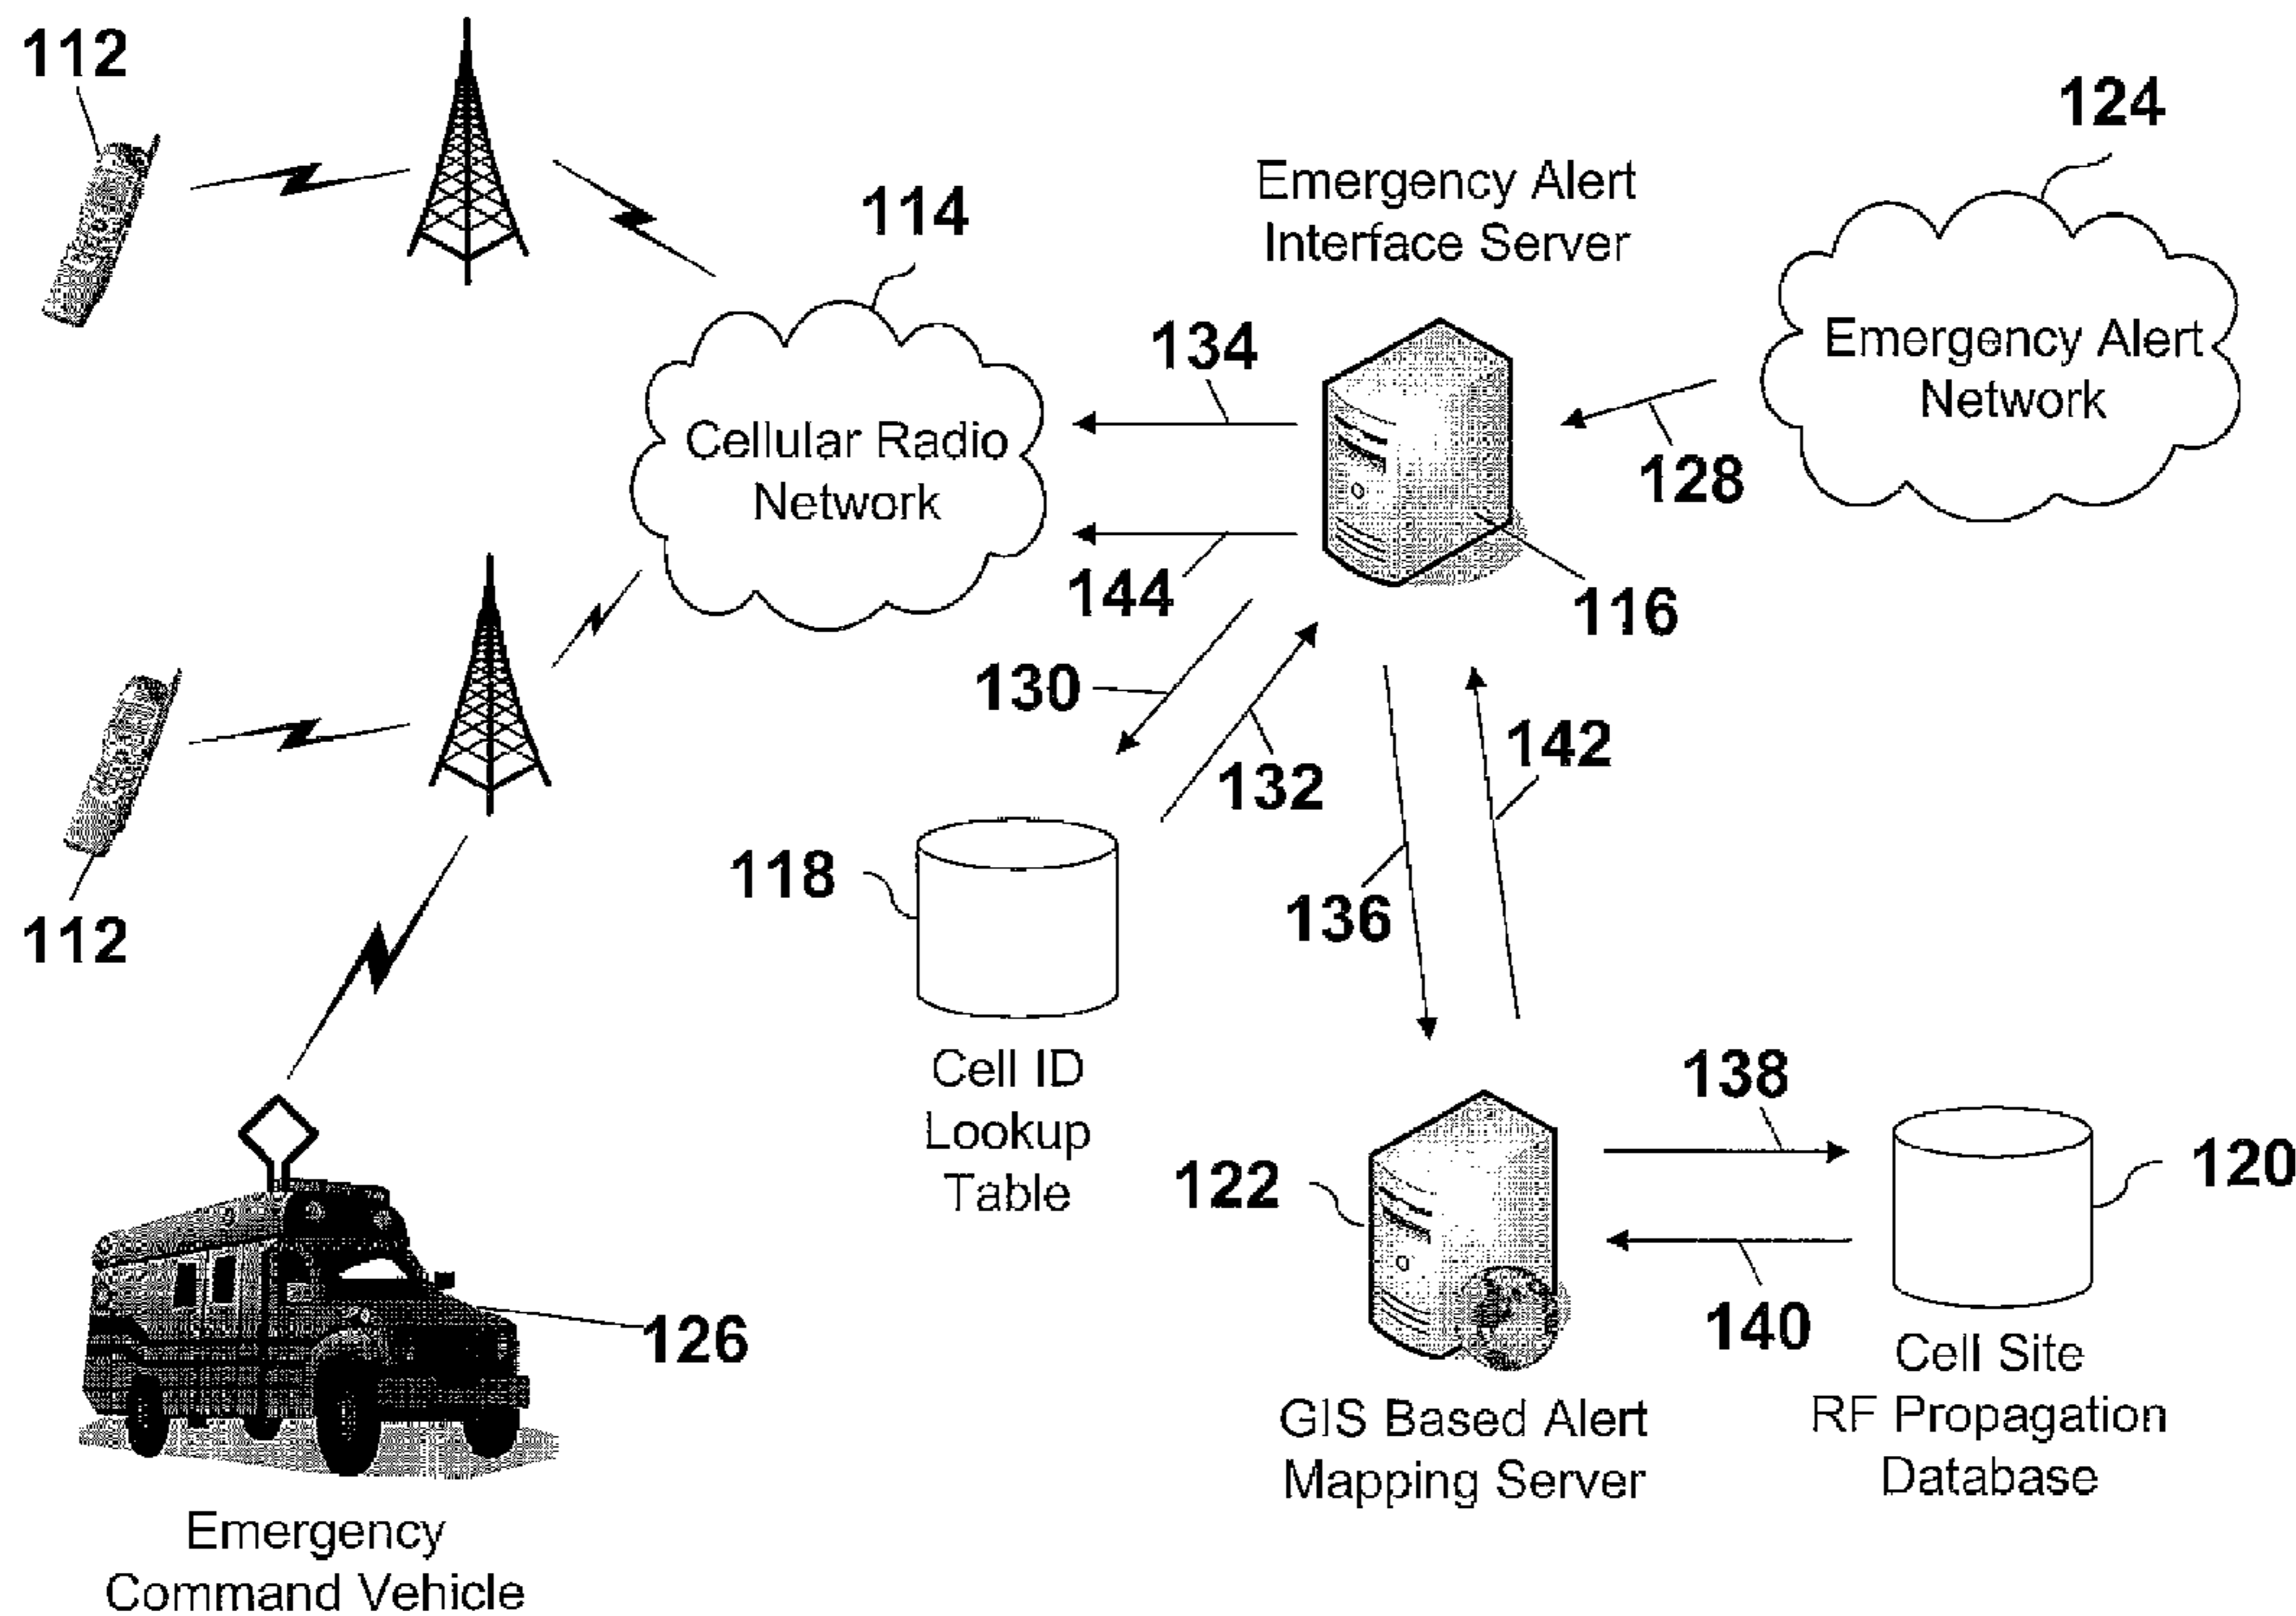 112
124
Emergency Alert
Interface Server
114
Emergency Alert
Network
134
Cellular Radio
Network
128
144
116
130
142
132
118
136
112
Cell ID
Lookup
Table
138
120
122
126
140
Cell Site
RF Propagation
Database
GIS Based Alert
Mapping Server
Emergency
Command Vehicle